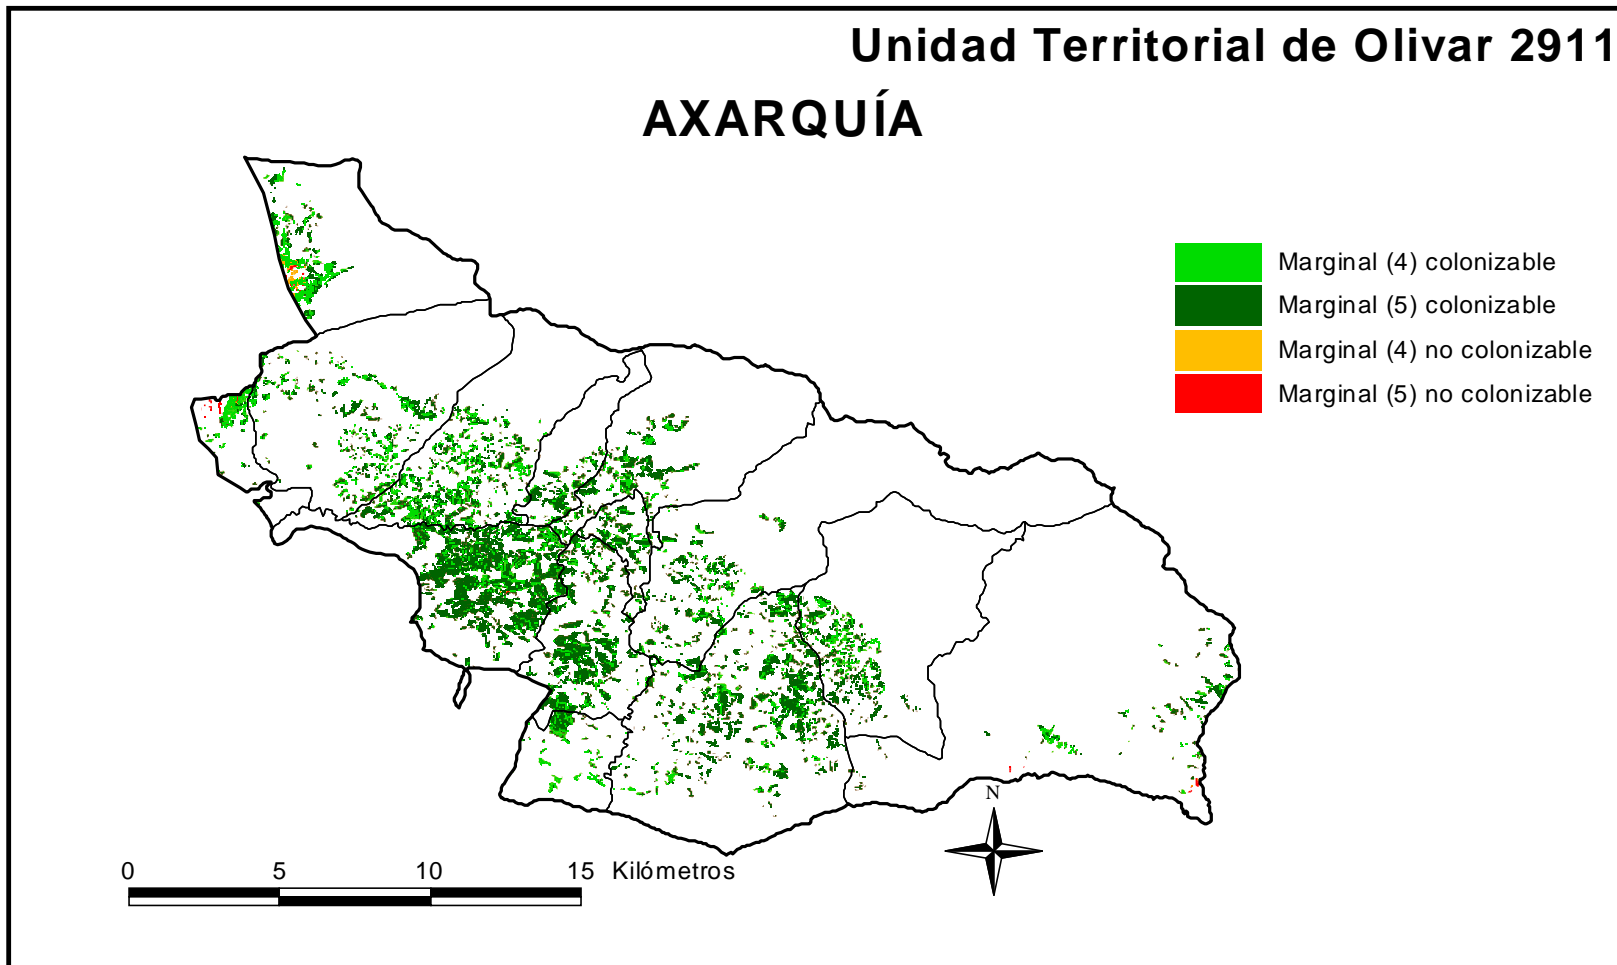 Unidad Territorial de Olivar 2911
AXARQUÍA
Marginal (4) colonizable
Marginal (5) colonizable
Marginal (4) no colonizable
Marginal (5) no colonizable
N
0 5 10 15 Kilómetros